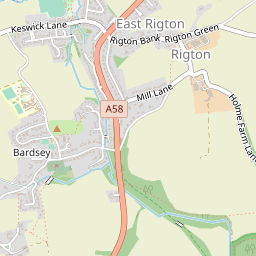 Keswick Lane
East Rigton
Rigton Bank
Rigton Green
Rigton
Mill Lane
A58
Holme Farm Lane
Bardsey